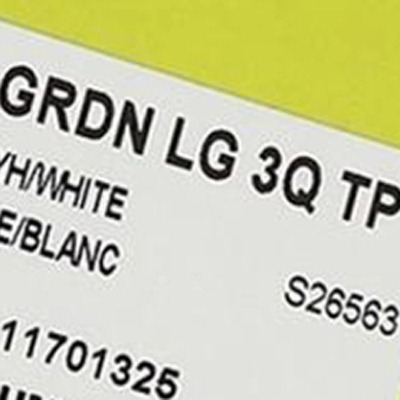 GRDN LG 3Q TP
YH/WHITE
E/BLANC
S26563
11701325